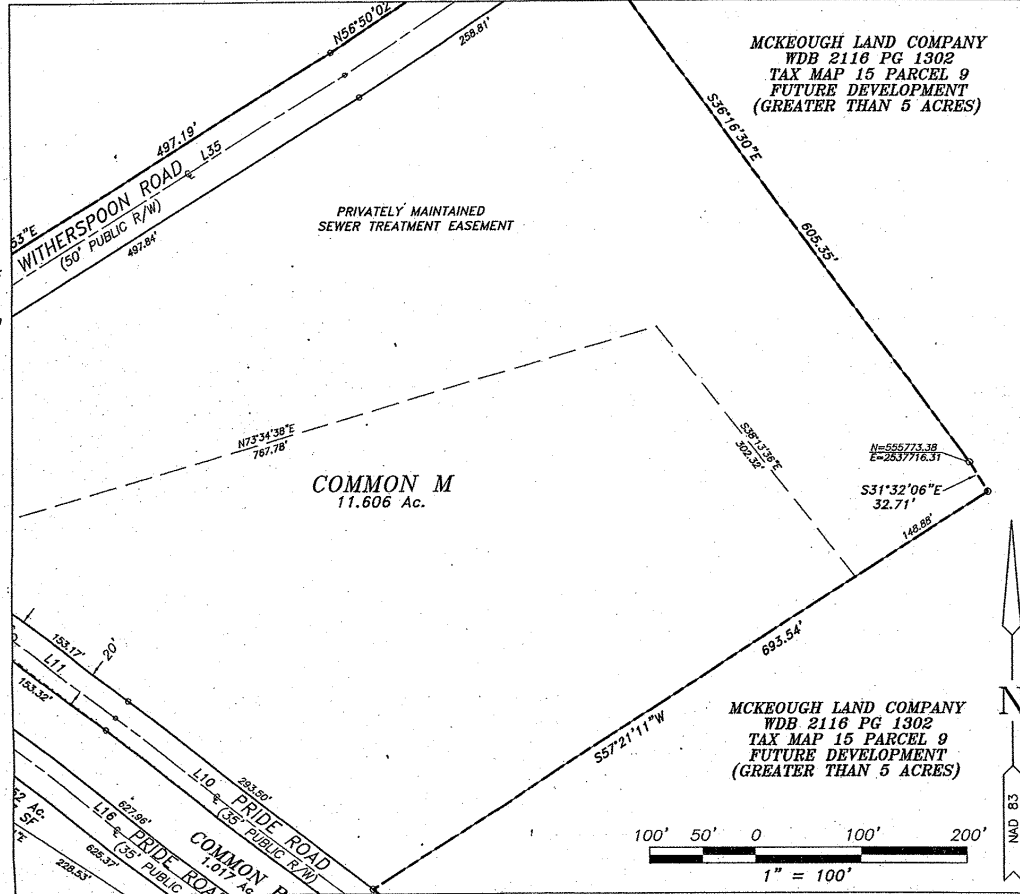 N56°50'02
258.81'
MCKEOUGH LAND COMPANY
WDB 2116 PG 1302
TAX MAP 15 PARCEL 9
FUTURE DEVELOPMENT
(GREATER THAN 5 ACRES)
S36°16'30"E
605.35'
497.19'
L35
53"E
WITHERSPOON ROAD
(50' PUBLIC R/W)
497.84'
PRIVATELY MAINTAINED
SEWER TREATMENT EASEMENT
N73°34'38"E
767.78'
S38°13'36"E
302.32'
COMMON M
11.606 Ac.
N=555773.38
E=2537716.31
S31°32'06"E
32.71'
148.88'
693.54'
S57°21'11"W
153.17'
20'
L11
153.32'
L10
293.50'
PRIDE ROAD
(35' PUBLIC R/W)
627.96'
L16
PRIDE ROA
(35' PUBLIC
625.37'
COMMON
1.017 Ac
52 Ac.
SF
"E
228.53'
MCKEOUGH LAND COMPANY
WDB 2116 PG 1302
TAX MAP 15 PARCEL 9
FUTURE DEVELOPMENT
(GREATER THAN 5 ACRES)
N
NAD 83
100' 50' 0 100' 200'
1" = 100'